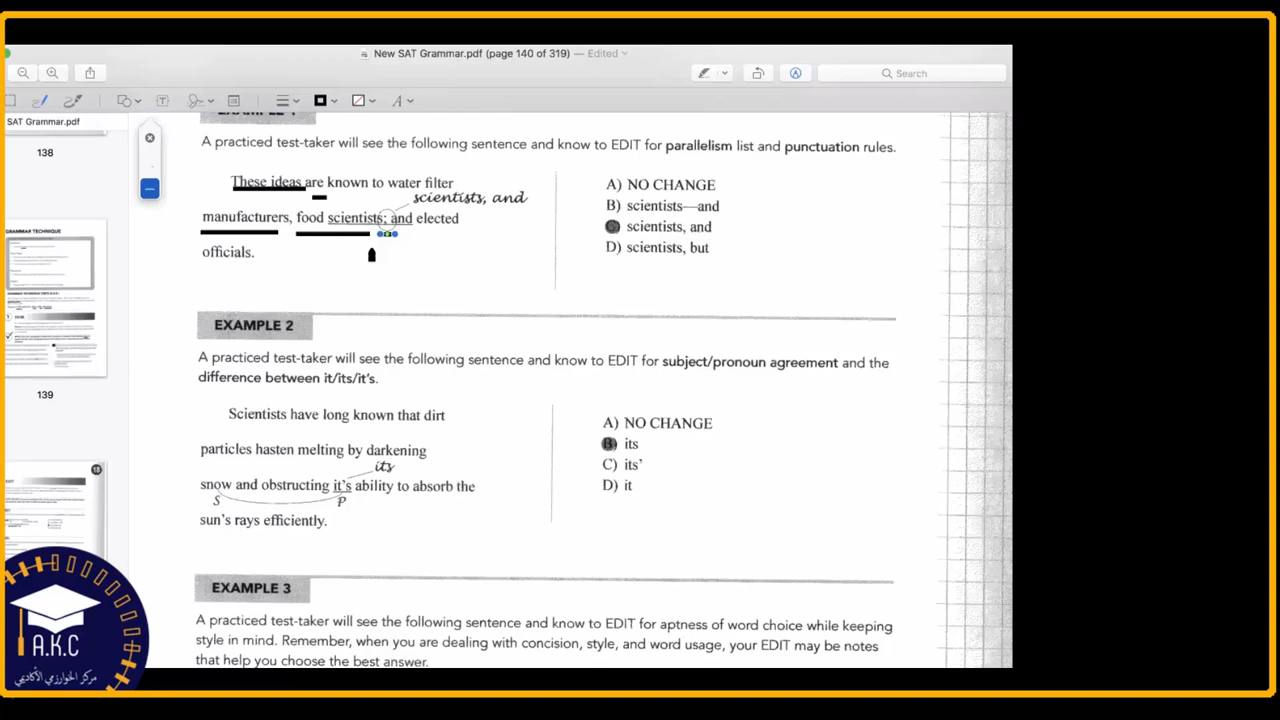 New SAT Grammar.pdf (page 140 of 319) — Edited
Search
SAT Grammar.pdf
138
A practiced test-taker will see the following sentence and know to EDIT for parallelism list and punctuation rules.
These ideas are known to water filter
scientists, and
manufacturers, food scientists; and elected
officials.
A) NO CHANGE
B) scientists—and
scientists, and
D) scientists, but
GRAMMAR TECHNIQUE
139
EXAMPLE 2
A practiced test-taker will see the following sentence and know to EDIT for subject/pronoun agreement and the
difference between it/its/it's.
Scientists have long known that dirt
particles hasten melting by darkening
its
snow and obstructing it's ability to absorb the
S P
sun's rays efficiently.
A) NO CHANGE
B) its
C) its'
D) it
18
EXAMPLE 3
A practiced test-taker will see the following sentence and know to EDIT for aptness of word choice while keeping
style in mind. Remember, when you are dealing with concision, style, and word usage, your EDIT may be notes
that help you choose the best answer.
A.K.C
مركز الخوارزمي الأكاديمي